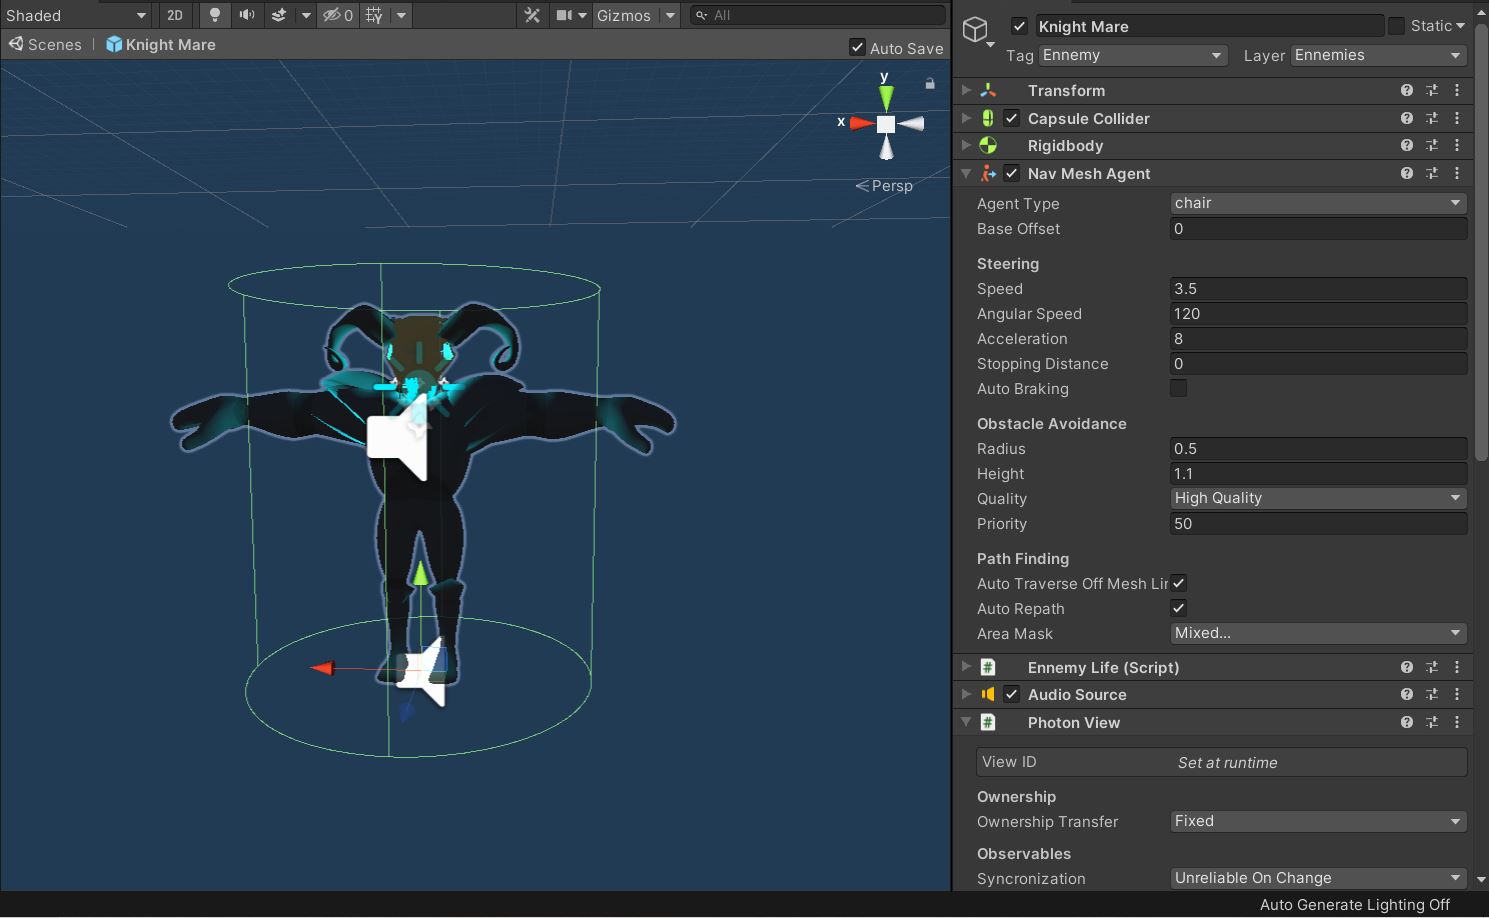 Shaded 2D 0 Gizmos All
Scenes | Knight Mare Auto Save
y
x
Persp
Knight Mare Static
Tag Ennemy Layer Ennemies
Transform
Capsule Collider
Rigidbody
Nav Mesh Agent
Agent Type chair
Base Offset 0
Steering
Speed 3.5
Angular Speed 120
Acceleration 8
Stopping Distance 0
Auto Braking
Obstacle Avoidance
Radius 0.5
Height 1.1
Quality High Quality
Priority 50
Path Finding
Auto Traverse Off Mesh Lir
Auto Repath
Area Mask Mixed...
# Ennemy Life (Script)
Audio Source
# Photon View
View ID Set at runtime
Ownership
Ownership Transfer Fixed
Observables
Syncronization Unreliable On Change
Auto Generate Lighting Off